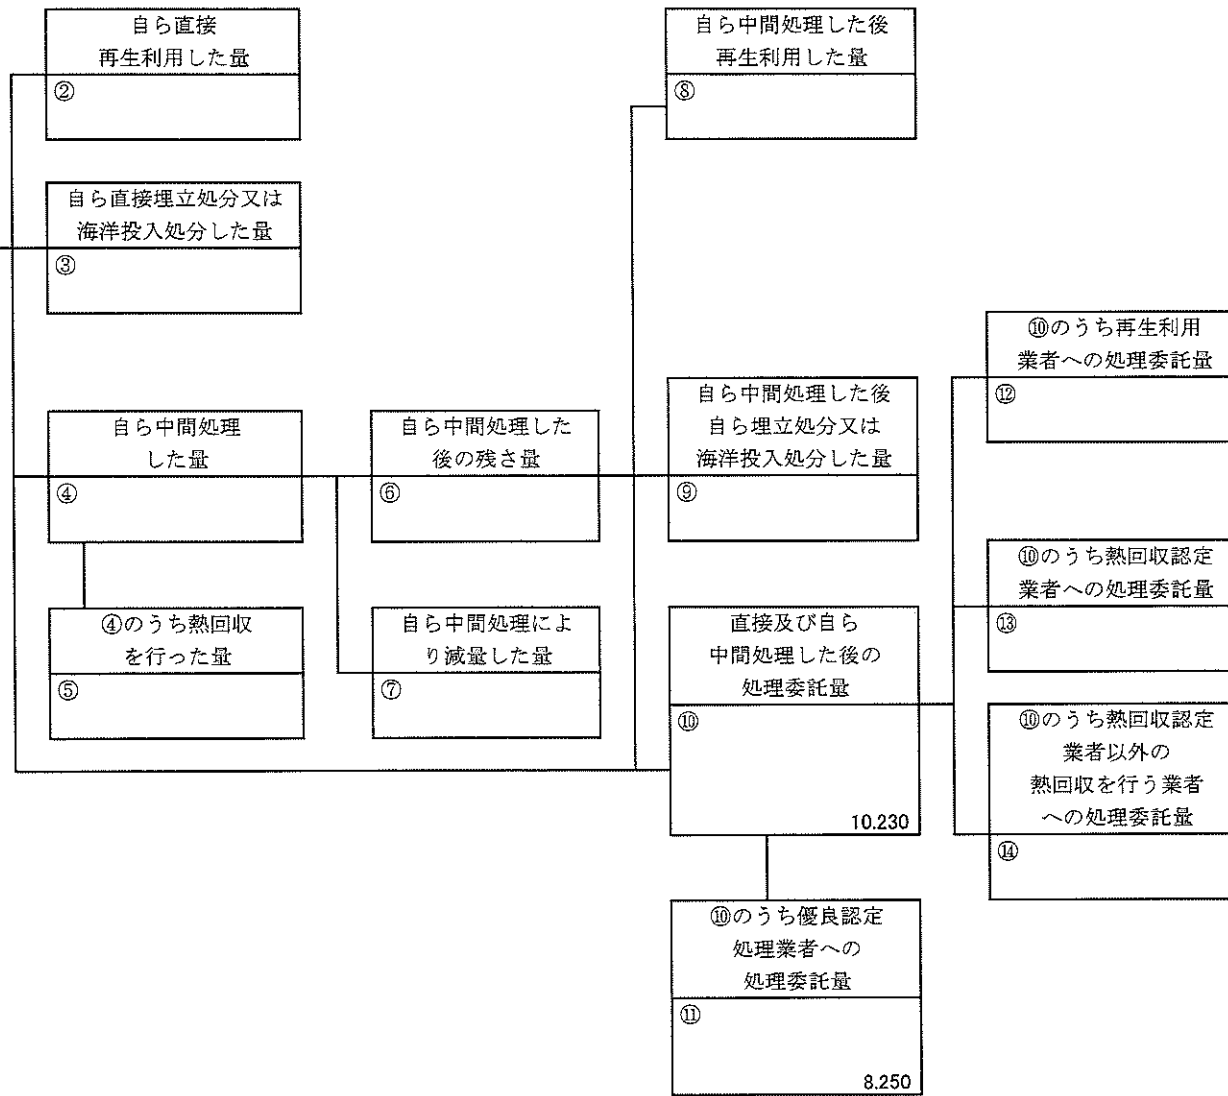 自ら直接
再生利用した量
②
自ら直接埋立処分又は
海洋投入処分した量
③
自ら中間処理
した量
④
④のうち熱回収
を行った量
⑤
自ら中間処理した
後の残さ量
⑥
自ら中間処理によ
り減量した量
⑦
自ら中間処理した後
再生利用した量
⑧
自ら中間処理した後
自ら埋立処分又は
海洋投入処分した量
⑨
直接及び自ら
中間処理した後の
処理委託量
⑩
10.230
⑩のうち優良認定
処理業者への
処理委託量
⑪
8.250
⑩のうち再生利用
業者への処理委託量
⑫
⑩のうち熱回収認定
業者への処理委託量
⑬
⑩のうち熱回収認定
業者以外の
熱回収を行う業者
への処理委託量
⑭